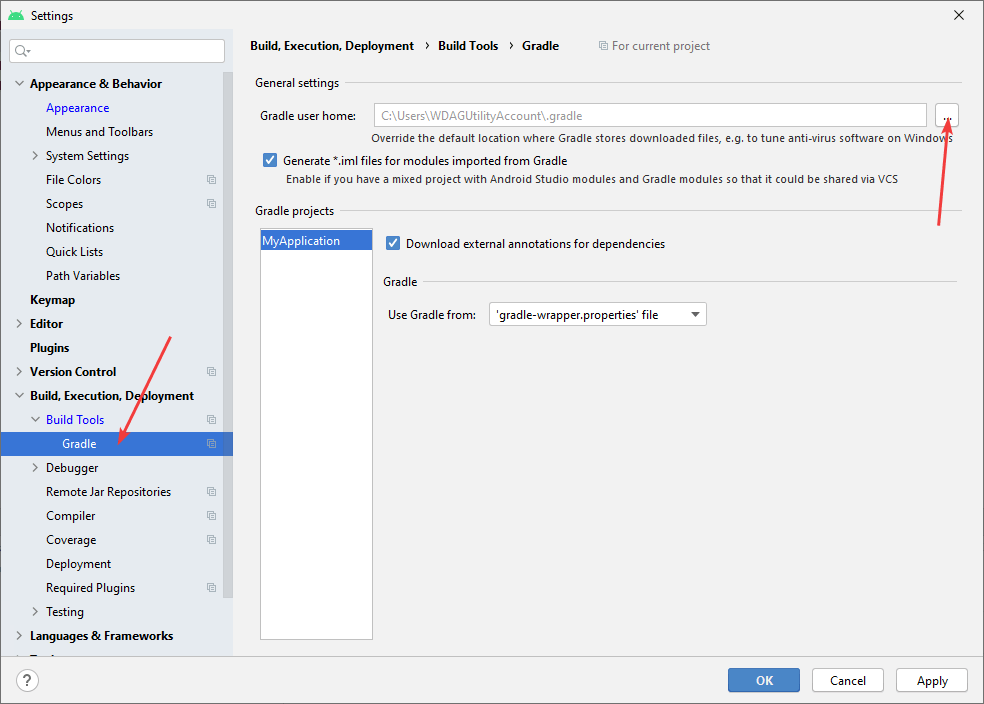 Settings
Build, Execution, Deployment › Build Tools › Gradle For current project
Appearance & Behavior
Appearance
Menus and Toolbars
System Settings
File Colors
Scopes
Notifications
Quick Lists
Path Variables
Keymap
Editor
Plugins
Version Control
Build, Execution, Deployment
Build Tools
Gradle
Debugger
Remote Jar Repositories
Compiler
Coverage
Deployment
Required Plugins
Testing
Languages & Frameworks
General settings
Gradle user home: C:\Users\WDAGUtilityAccount\.gradle ...
Override the default location where Gradle stores downloaded files, e.g. to tune anti-virus software on Windows
Generate *.iml files for modules imported from Gradle
Enable if you have a mixed project with Android Studio modules and Gradle modules so that it could be shared via VCS
Gradle projects
MyApplication
Download external annotations for dependencies
Gradle
Use Gradle from: 'gradle-wrapper.properties' file
? OK Cancel Apply